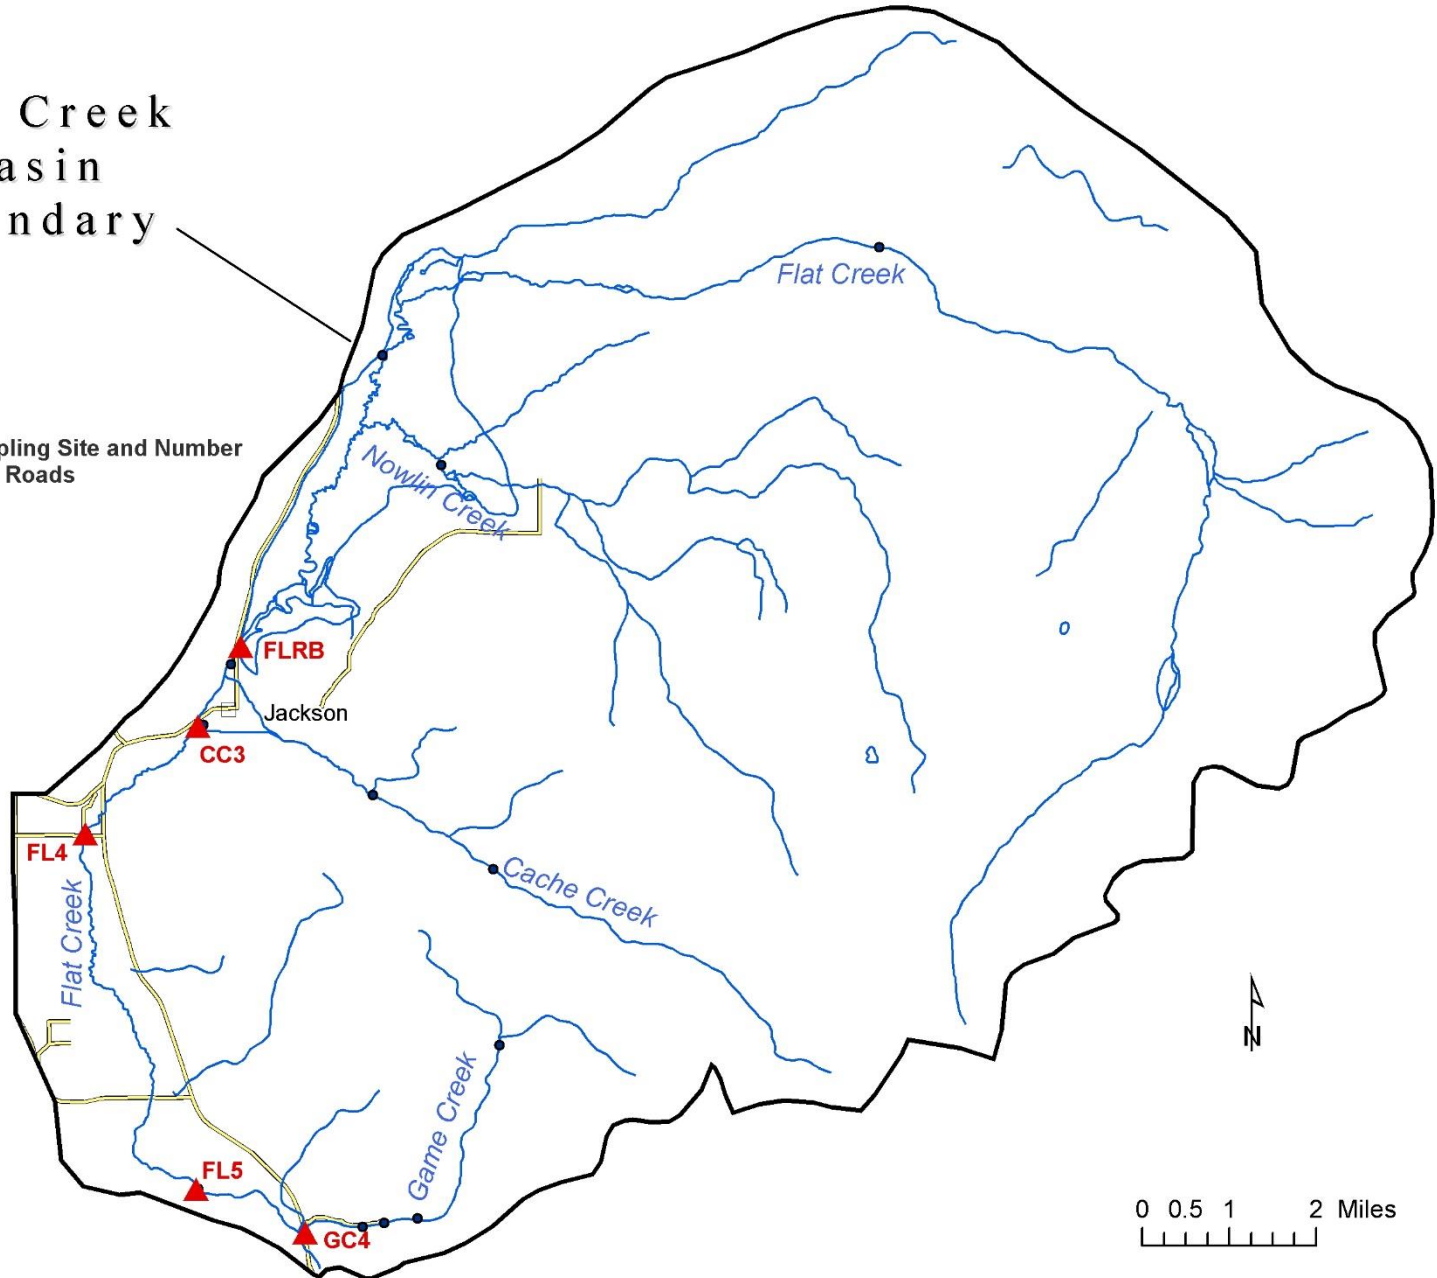 Creek
asin
ndary
Flat Creek
pling Site and Number
Roads
Nowlin Creek
FLRB
Jackson
CC3
FL4
Cache Creek
Flat Creek
N
Game Creek
FL5
GC4
0 0.5 1 2 Miles